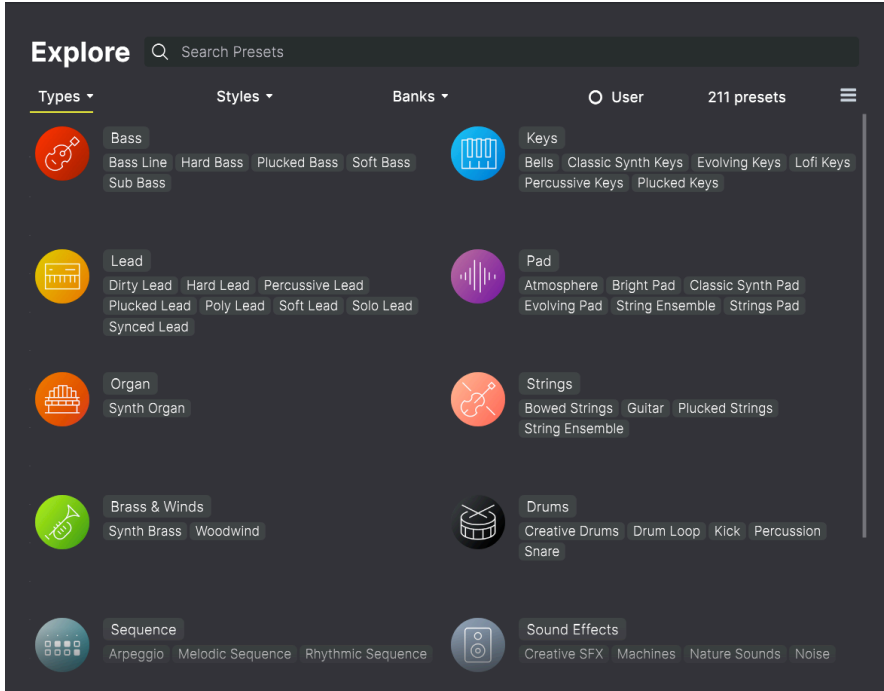 Explore Search Presets
Types Styles Banks User 211 presets
Bass
Bass Line Hard Bass Plucked Bass Soft Bass
Sub Bass
Keys
Bells Classic Synth Keys Evolving Keys Lofi Keys
Percussive Keys Plucked Keys
Lead
Dirty Lead Hard Lead Percussive Lead
Plucked Lead Poly Lead Soft Lead Solo Lead
Synced Lead
Pad
Atmosphere Bright Pad Classic Synth Pad
Evolving Pad String Ensemble Strings Pad
Organ
Synth Organ
Strings
Bowed Strings Guitar Plucked Strings
String Ensemble
Brass & Winds
Synth Brass Woodwind
Drums
Creative Drums Drum Loop Kick Percussion
Snare
Sequence
Arpeggio Melodic Sequence Rhythmic Sequence
Sound Effects
Creative SFX Machines Nature Sounds Noise